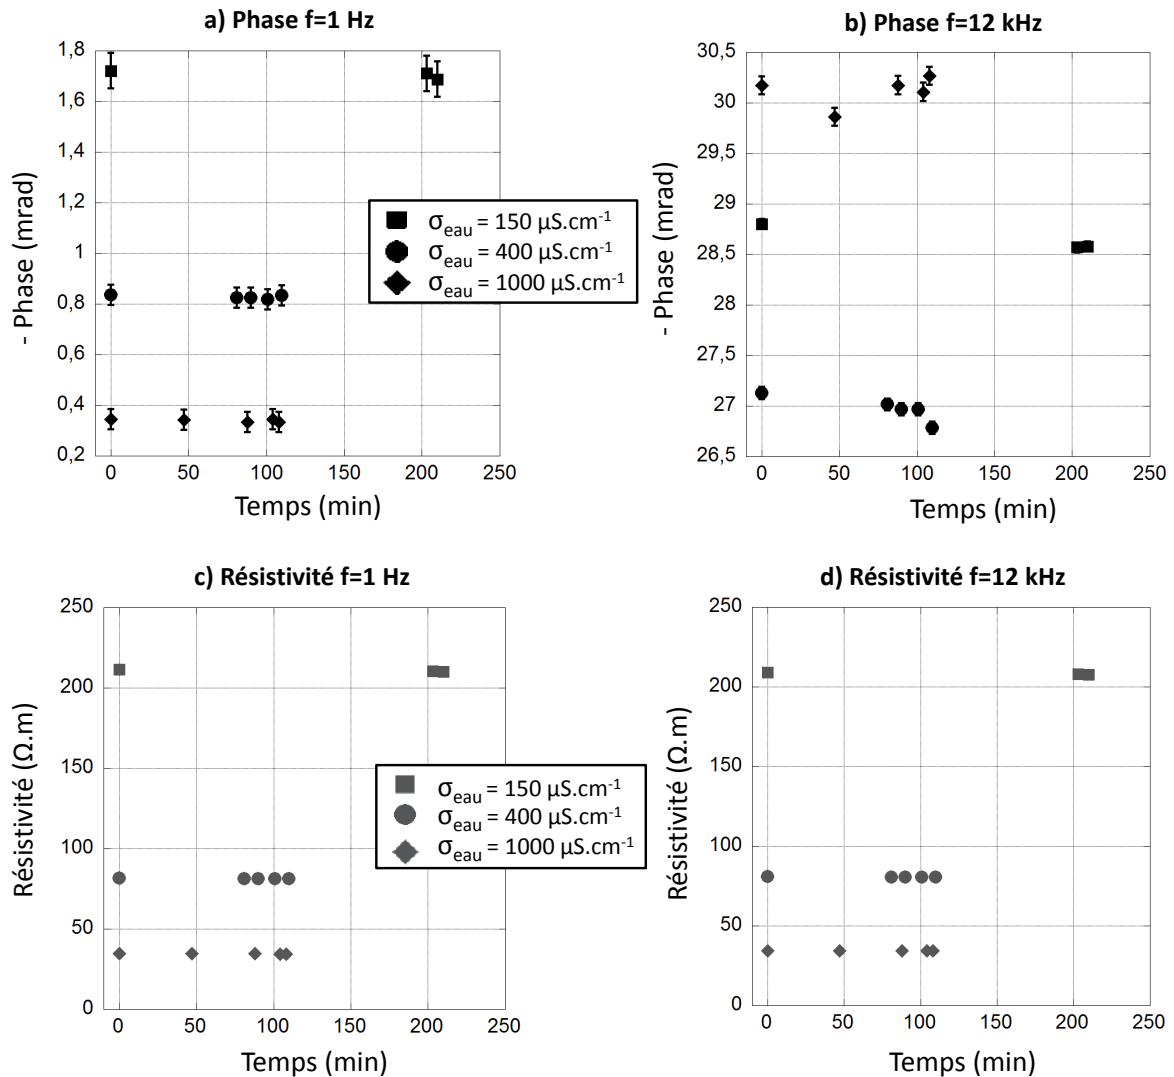 a) Phase f=1 Hz
- Phase (mrad)
1,8
1,6
1,4
1,2
1
0,8
0,6
0,4
0,2
0 50 100 150 200 250
Temps (min)
b) Phase f=12 kHz
- Phase (mrad)
30,5
30
29,5
29
28,5
28
27,5
27
26,5
0 50 100 150 200 250
Temps (min)
σeau = 150 µS.cm-1
σeau = 400 µS.cm-1
σeau = 1000 µS.cm-1
c) Résistivité f=1 Hz
Résistivité (Ω.m)
250
200
150
100
50
0
0 50 100 150 200 250
Temps (min)
σeau = 150 µS.cm-1
σeau = 400 µS.cm-1
σeau = 1000 µS.cm-1
d) Résistivité f=12 kHz
Résistivité (Ω.m)
250
200
150
100
50
0
0 50 100 150 200 250
Temps (min)